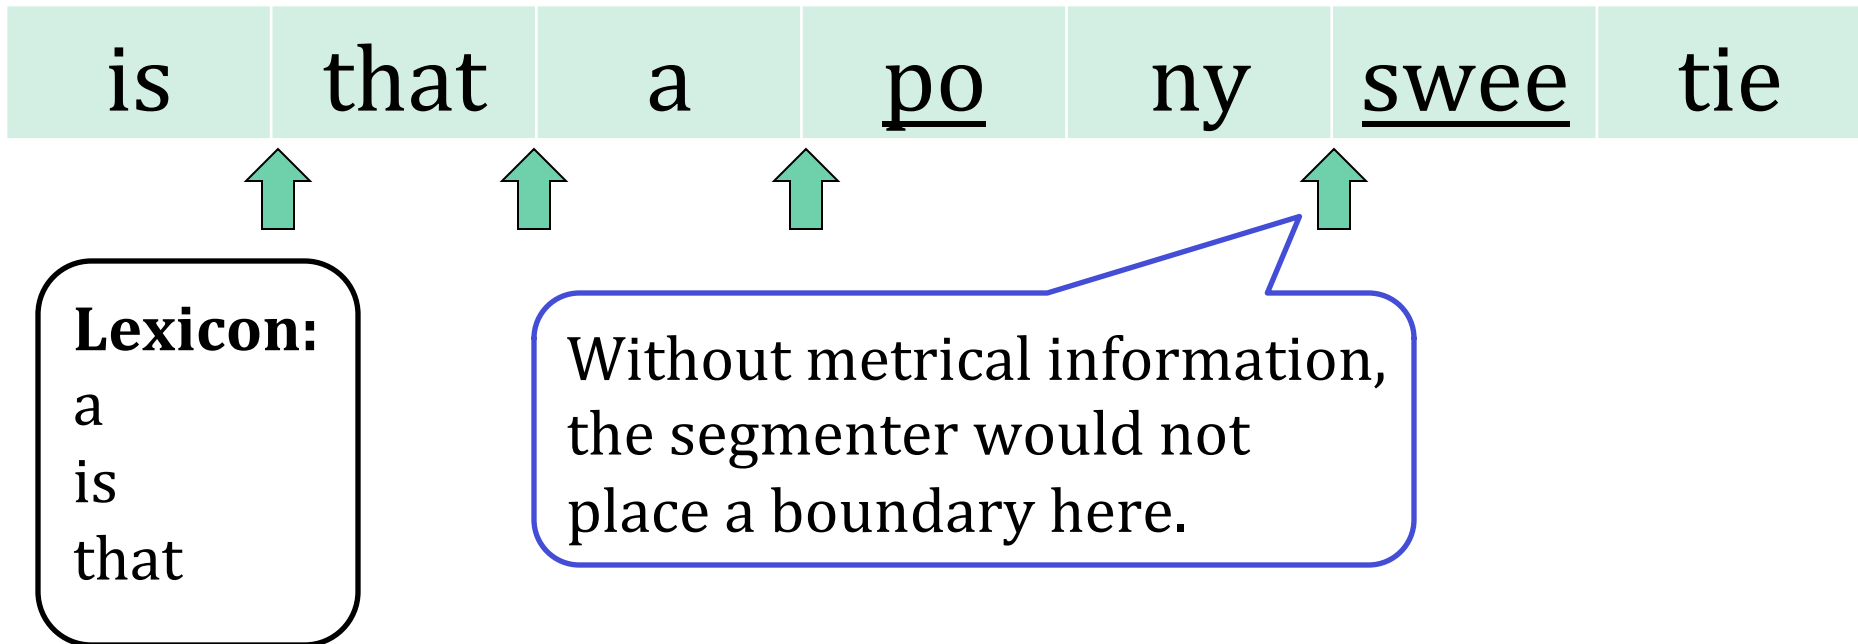 is that a po ny swee tie
Lexicon:
a
is
that
Without metrical information,
the segmenter would not
place a boundary here.